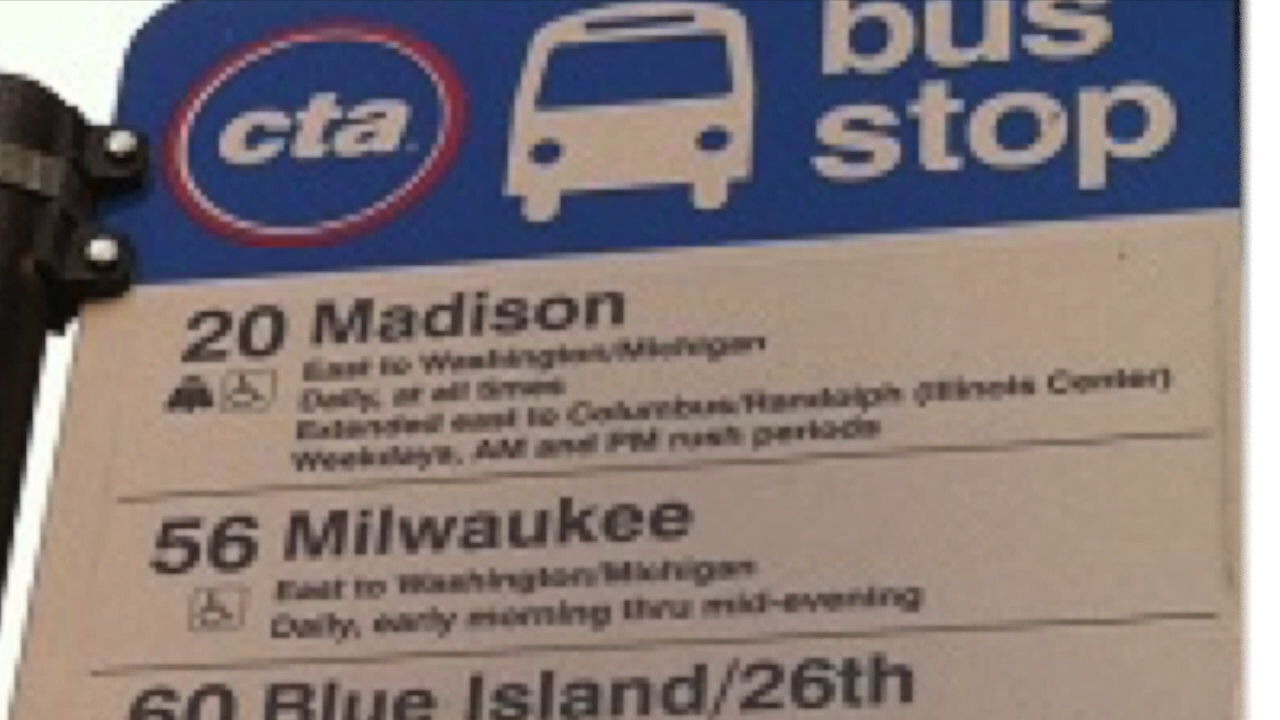 cta
bus
stop
20 Madison
East to Washington/Michigan
Daily, at all times
Extended east to Columbus/Randolph (Illinois Center)
Weekdays, AM and PM rush periods
56 Milwaukee
East to Washington/Michigan
Daily, early morning thru mid-evening
60 Blue Island/26th